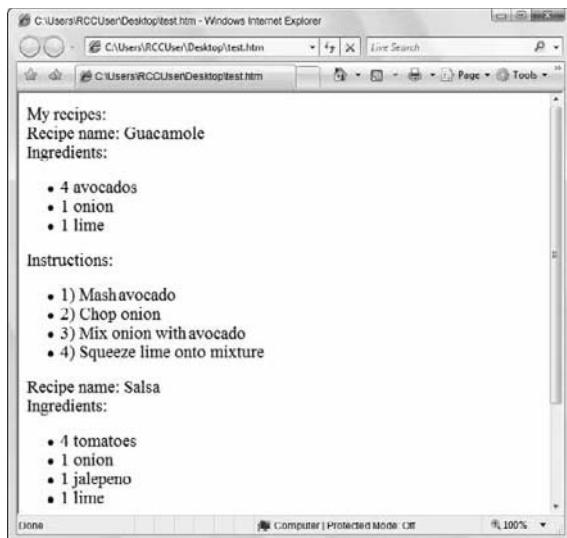 C:\Users\RCCUser\Desktop\test.htm - Windows Internet Explorer
C:\Users\RCCUser\Desktop\test.htm
Live Search
C:\Users\RCCUser\Desktop\test.htm
Page
Tools
My recipes:
Recipe name: Guacamole
Ingredients:
• 4 avocados
• 1 onion
• 1 lime
Instructions:
• 1) Mash avocado
• 2) Chop onion
• 3) Mix onion with avocado
• 4) Squeeze lime onto mixture
Recipe name: Salsa
Ingredients:
• 4 tomatoes
• 1 onion
• 1 jalepeno
• 1 lime
Done
Computer | Protected Mode: Off
100%